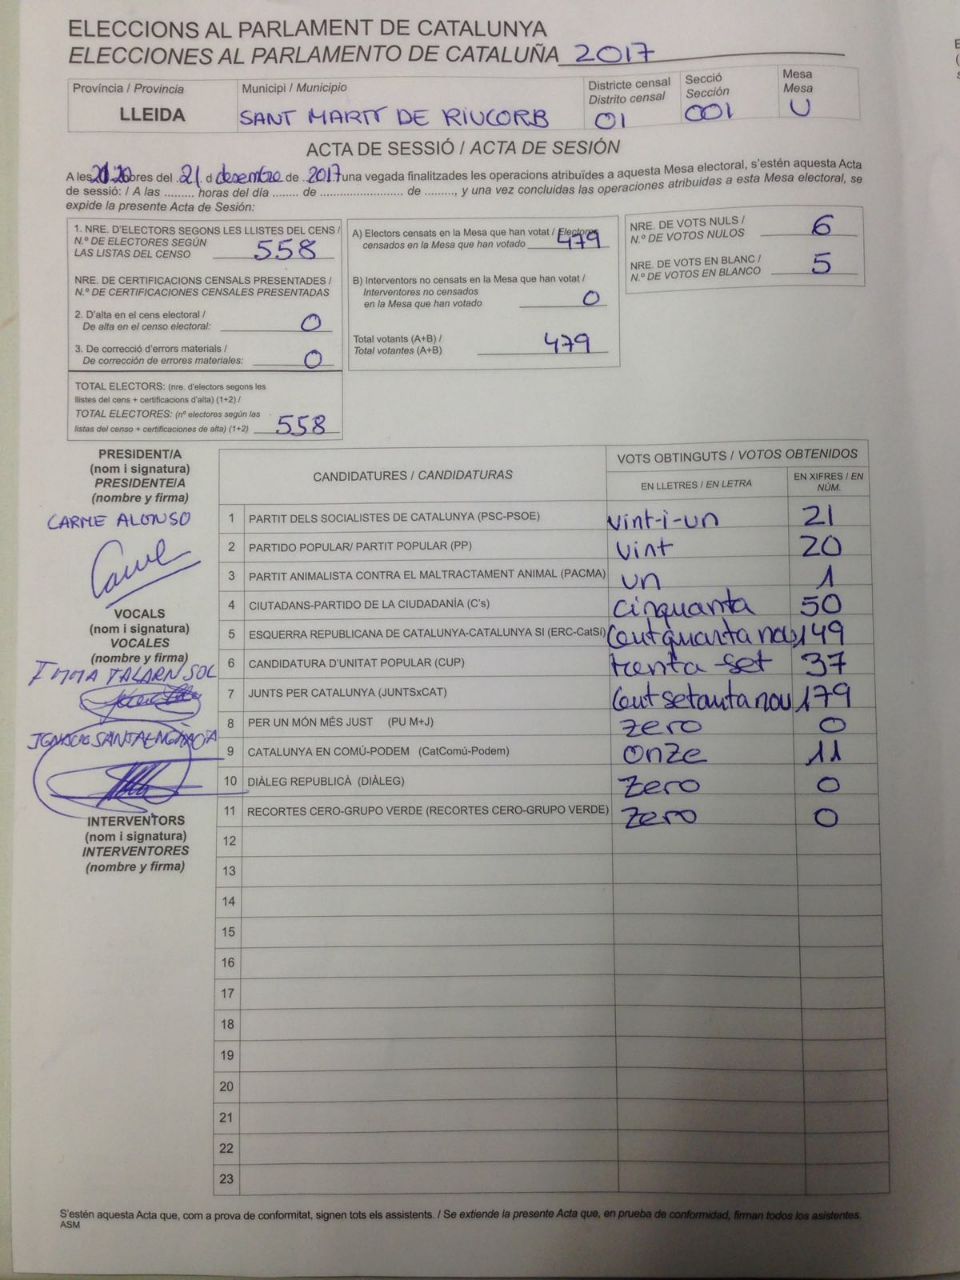 ELECCIONS AL PARLAMENT DE CATALUNYA
ELECCIONES AL PARLAMENTO DE CATALUÑA 2017
Província / Provincia
LLEIDA
Municipi / Municipio
SANT MARTÍ DE RIUCORB
Districte censal
Distrito censal
01
Secció
Sección
001
Mesa
Mesa
U
ACTA DE SESSIÓ / ACTA DE SESIÓN
A les hores del 21 d desembre de 2017 una vegada finalitzades les operacions atribuïdes a aquesta Mesa electoral, s'estén aquesta Acta
de sessió: / A las ......... horas del día ....... de ........................ de ........, y una vez concluidas las operaciones atribuidas a esta Mesa electoral, se
expide la presente Acta de Sesión:
1. NRE. D'ELECTORS SEGONS LES LLISTES DEL CENS /
N.º DE ELECTORES SEGÚN
LAS LISTAS DEL CENSO 558
NRE. DE CERTIFICACIONS CENSALS PRESENTADES /
N.º DE CERTIFICACIONES CENSALES PRESENTADAS
2. D'alta en el cens electoral /
De alta en el censo electoral: 0
3. De correcció d'errors materials /
De corrección de errores materiales: 0
TOTAL ELECTORS: (nre. d'electors segons les
llistes del cens + certificacions d'alta) (1+2) /
TOTAL ELECTORES: (nº electores según las
listas del censo + certificaciones de alta) (1+2) 558
A) Electors censats en la Mesa que han votat / Electores
censados en la Mesa que han votado 479
B) Interventors no censats en la Mesa que han votat /
Interventores no censados
en la Mesa que han votado 0
Total votants (A+B) /
Total votantes (A+B) 479
NRE. DE VOTS NULS /
N.º DE VOTOS NULOS 6
NRE. DE VOTS EN BLANC /
N.º DE VOTOS EN BLANCO 5
PRESIDENT/A
(nom i signatura)
PRESIDENTE/A
(nombre y firma)
CARME ALONSO
VOCALS
(nom i signatura)
VOCALES
(nombre y firma)
IMMA TALARN SOL
INTERVENTORS
(nom i signatura)
INTERVENTORES
(nombre y firma)
CANDIDATURES / CANDIDATURAS
VOTS OBTINGUTS / VOTOS OBTENIDOS
EN LLETRES / EN LETRA
EN XIFRES / EN
NÚM.
1 PARTIT DELS SOCIALISTES DE CATALUNYA (PSC-PSOE) vint-i-un 21
2 PARTIDO POPULAR/ PARTIT POPULAR (PP) vint 20
3 PARTIT ANIMALISTA CONTRA EL MALTRACTAMENT ANIMAL (PACMA) un 1
4 CIUTADANS-PARTIDO DE LA CIUDADANÍA (C's) cinquanta 50
5 ESQUERRA REPUBLICANA DE CATALUNYA-CATALUNYA SI (ERC-CatSí) Cent quaranta nou 149
6 CANDIDATURA D'UNITAT POPULAR (CUP) trenta-set 37
7 JUNTS PER CATALUNYA (JUNTSxCAT) Cent setanta nou 179
8 PER UN MÓN MÉS JUST (PU M+J) zero 0
9 CATALUNYA EN COMÚ-PODEM (CatComú-Podem) onze 11
10 DIÀLEG REPUBLICÀ (DIÀLEG) zero 0
11 RECORTES CERO-GRUPO VERDE (RECORTES CERO-GRUPO VERDE) zero 0
12
13
14
15
16
17
18
19
20
21
22
23
S'estén aquesta Acta que, com a prova de conformitat, signen tots els assistents. / Se extiende la presente Acta que, en prueba de conformidad, firman todos los asistentes.
ASM